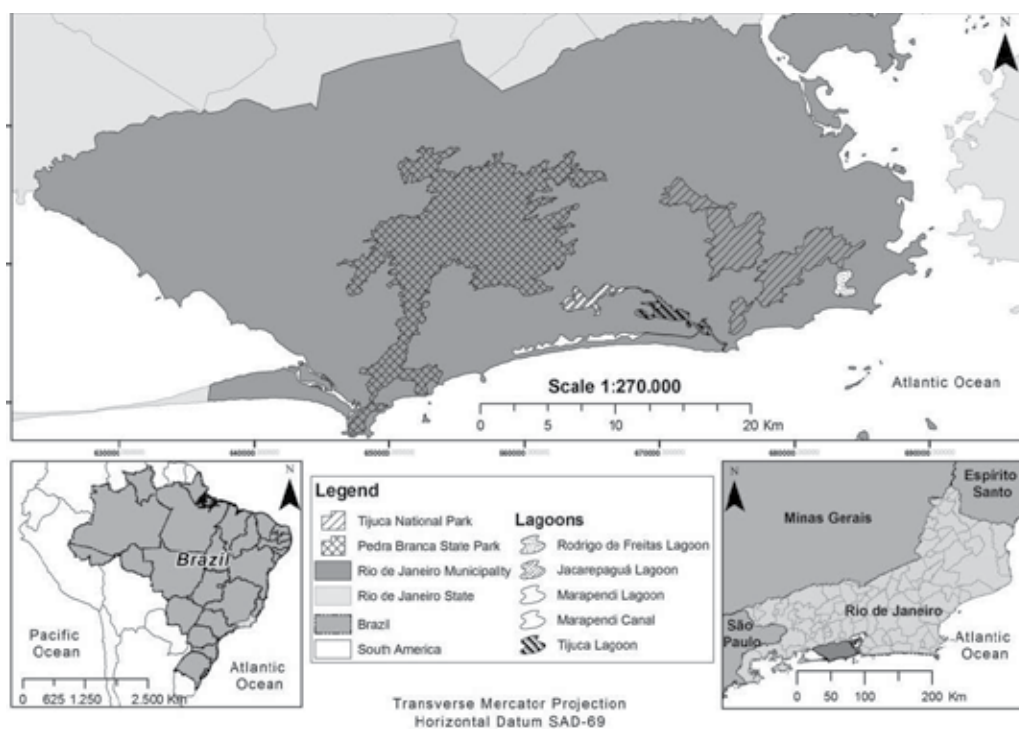 N
Scale 1:270.000
0 5 10 15 20 Km
Atlantic Ocean
640000
650000
660000
670000
N
Brazil
Pacific
Ocean
Atlantic
Ocean
0 625 1.250 2.500 Km
Legend
Tijuca National Park
Pedra Branca State Park
Rio de Janeiro Municipality
Rio de Janeiro State
Brazil
South America
Lagoons
Rodrigo de Freitas Lagoon
Jacarepaguá Lagoon
Marapendi Lagoon
Marapendi Canal
Tijuca Lagoon
N
Espírito
Santo
Minas Gerais
Rio de Janeiro
São
Paulo
Atlantic
Ocean
0 50 100 200 Km
Transverse Mercator Projection
Horizontal Datum SAD-69